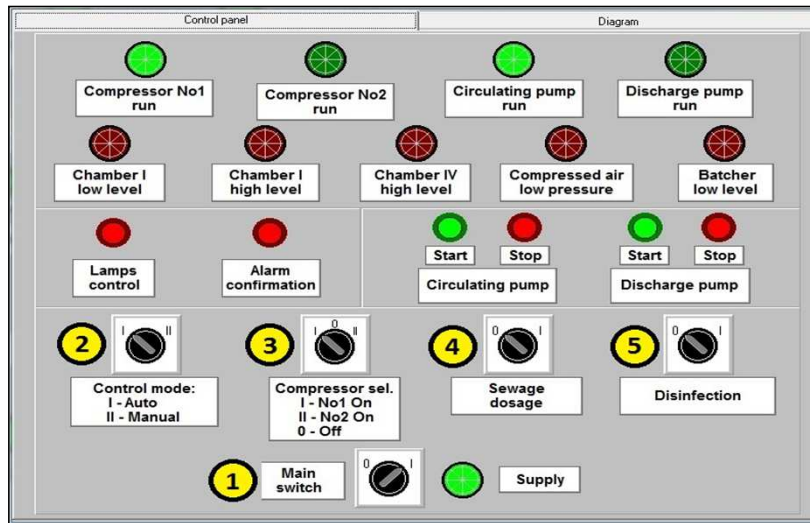 Control panel
Diagram
Compressor No1
run
Compressor No2
run
Circulating pump
run
Discharge pump
run
Chamber I
low level
Chamber I
high level
Chamber IV
high level
Compressed air
low pressure
Batcher
low level
Lamps
control
Alarm
confirmation
Start
Stop
Circulating pump
Start
Stop
Discharge pump
2
I II
Control mode:
I - Auto
II - Manual
3
I 0 II
Compressor sel.
I - No1 On
II - No2 On
0 - Off
4
0 I
Sewage
dosage
5
0 I
Disinfection
1
Main
switch
0 I
Supply